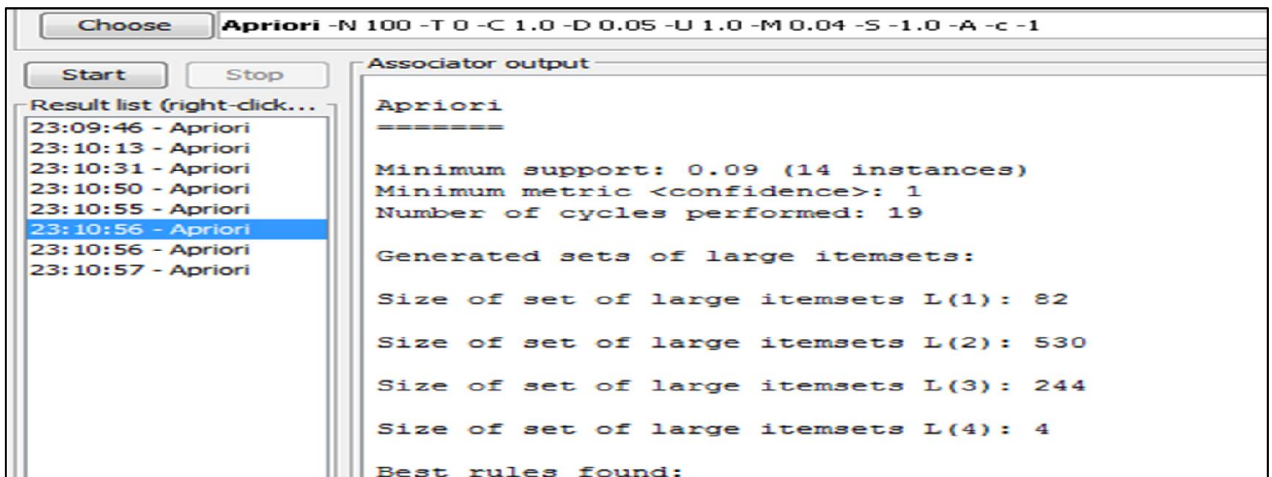 Choose Apriori -N 100 -T 0 -C 1.0 -D 0.05 -U 1.0 -M 0.04 -S -1.0 -A -c -1
Start Stop
Result list (right-click...
23:09:46 - Apriori
23:10:13 - Apriori
23:10:31 - Apriori
23:10:50 - Apriori
23:10:55 - Apriori
23:10:56 - Apriori
23:10:56 - Apriori
23:10:57 - Apriori
Associator output
Apriori
=======
Minimum support: 0.09 (14 instances)
Minimum metric <confidence>: 1
Number of cycles performed: 19
Generated sets of large itemsets:
Size of set of large itemsets L(1): 82
Size of set of large itemsets L(2): 530
Size of set of large itemsets L(3): 244
Size of set of large itemsets L(4): 4
Best rules found: